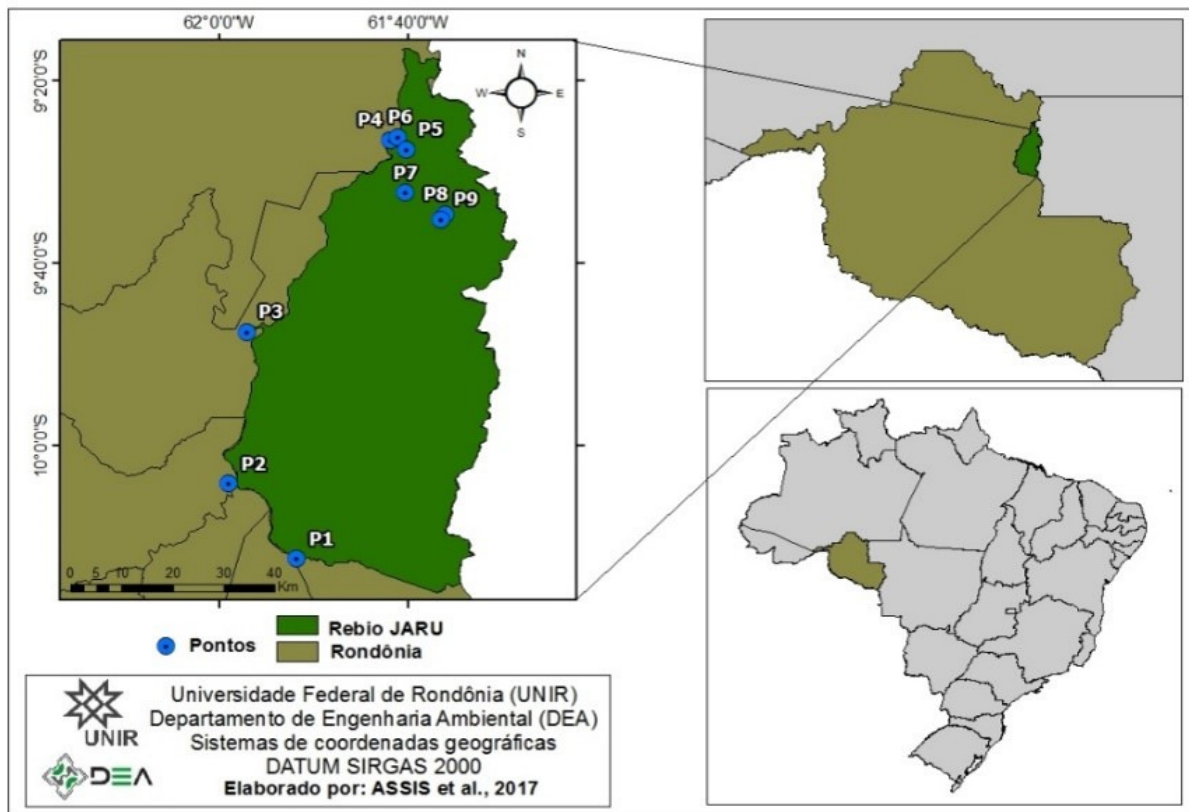 62°0'0"W 61°40'0"W
9°20'0"S
9°40'0"S
10°0'0"S
N
W E
S
P4 P6 P5
P7
P8 P9
P3
P2
P1
0 5 10 20 30 40
Km
Pontos
Rebio JARU
Rondônia
UNIR
DEA
Universidade Federal de Rondônia (UNIR)
Departamento de Engenharia Ambiental (DEA)
Sistemas de coordenadas geográficas
DATUM SIRGAS 2000
Elaborado por: ASSIS et al., 2017